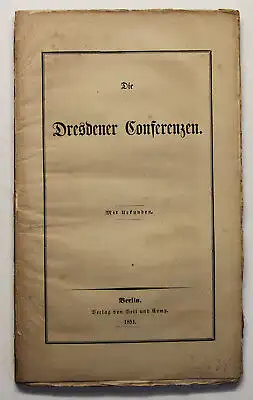 Die
Dresdener Conferenzen.
Mit Urkunden.
Berlin.
Verlag von Veit und Comp.
1851.